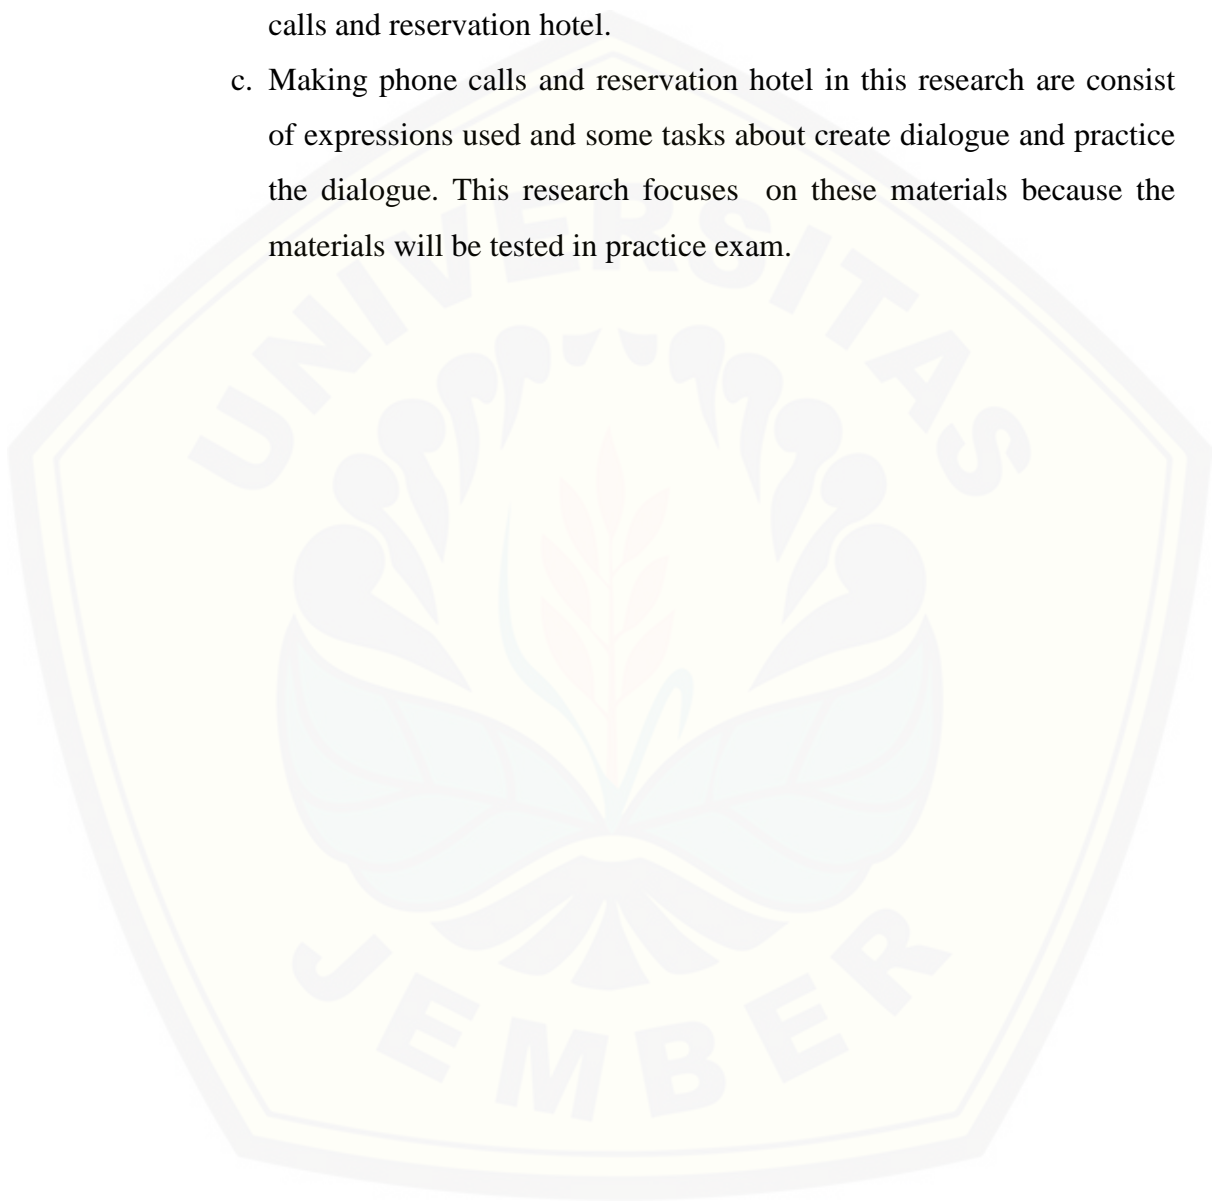 calls and reservation hotel.
c. Making phone calls and reservation hotel in this research are consist
of expressions used and some tasks about create dialogue and practice
the dialogue. This research focuses on these materials because the
materials will be tested in practice exam.
UNIVERSITAS
JEMBER